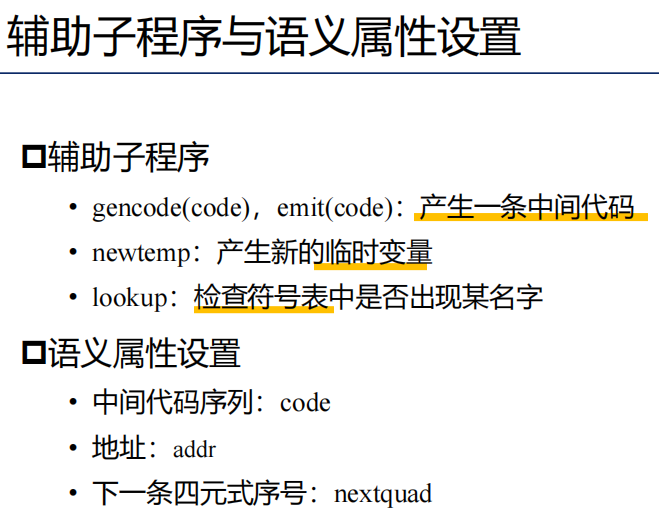 辅助子程序与语义属性设置
辅助子程序
• gencode(code)，emit(code)：产生一条中间代码
• newtemp：产生新的临时变量
• lookup：检查符号表中是否出现某名字
语义属性设置
• 中间代码序列：code
• 地址：addr
• 下一条四元式序号：nextquad